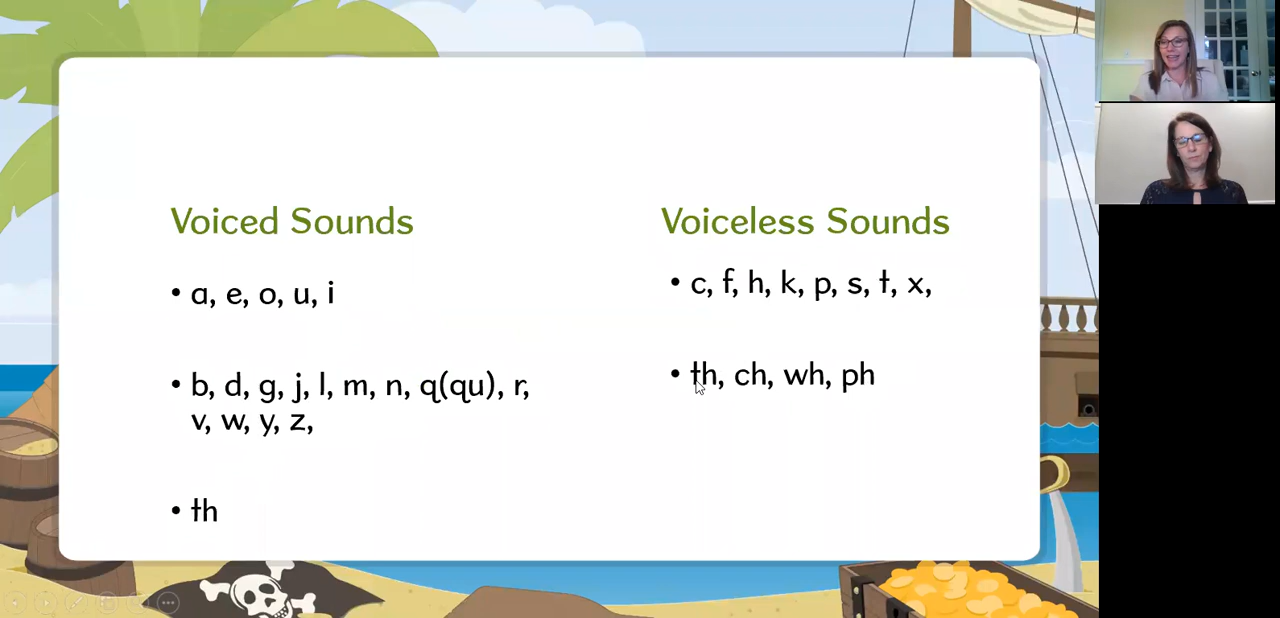 Voiced Sounds
• a, e, o, u, i
• b, d, g, j, l, m, n, q(qu), r,
v, w, y, z,
• th
Voiceless Sounds
• c, f, h, k, p, s, t, x,
• th, ch, wh, ph